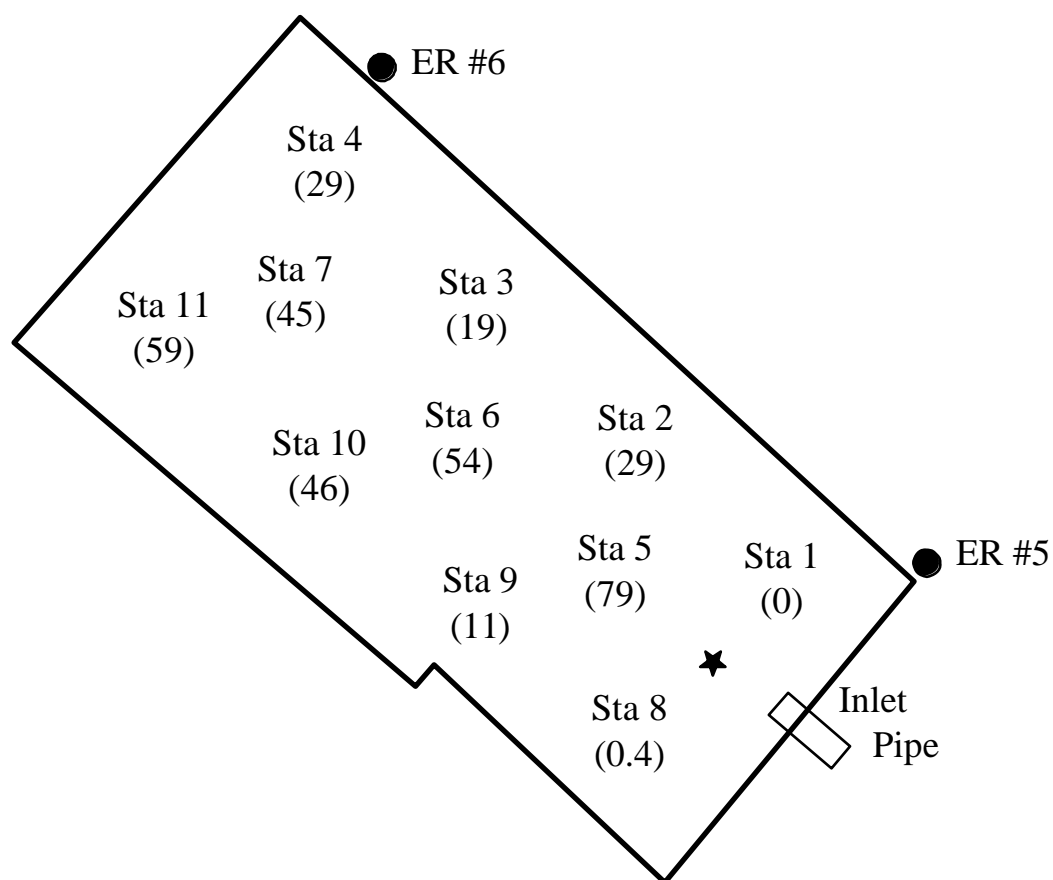 ER #6
Sta 4
(29)
Sta 7
(45)
Sta 3
(19)
Sta 11
(59)
Sta 6
(54)
Sta 2
(29)
Sta 10
(46)
Sta 5
(79)
Sta 1
(0)
ER #5
Sta 9
(11)
Sta 8
(0.4)
Inlet
Pipe